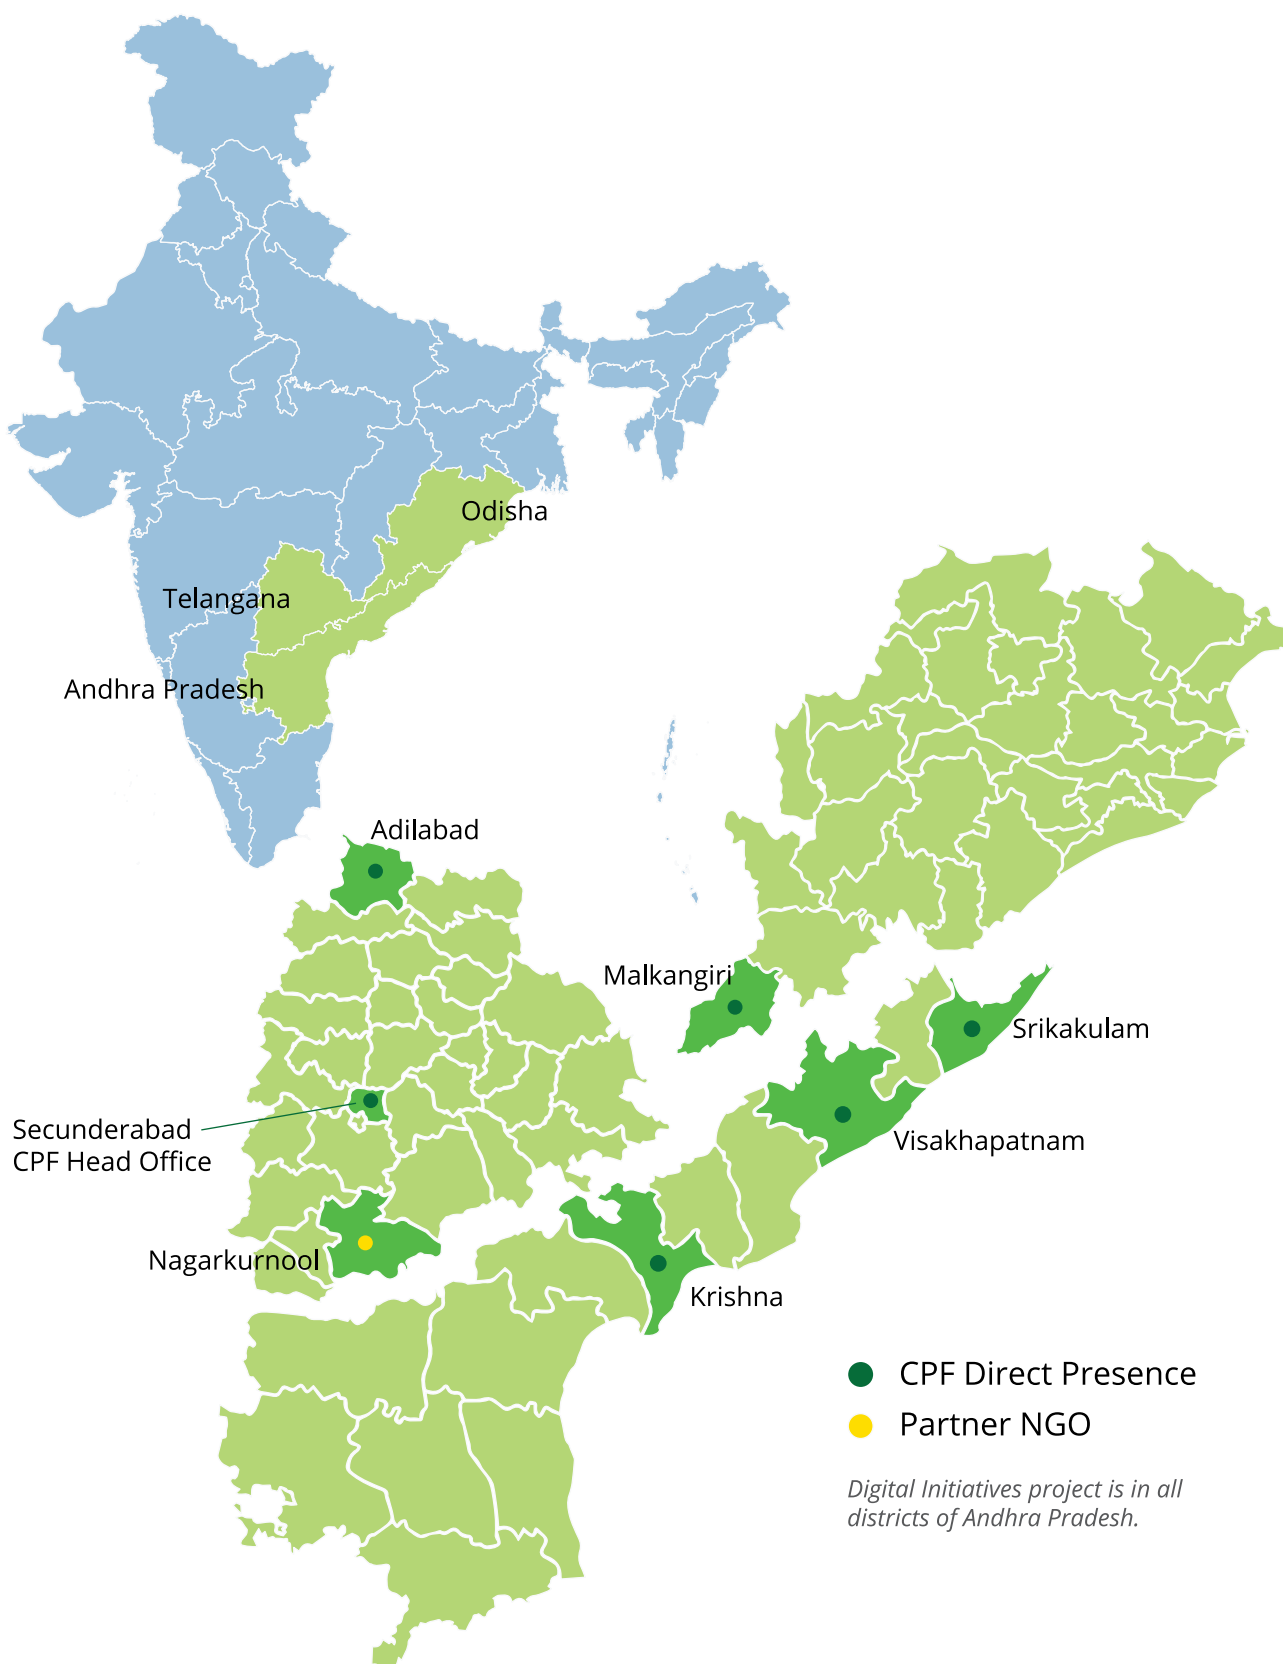 Odisha
Telangana
Andhra Pradesh
Adilabad
Malkangiri
Srikakulam
Secunderabad
CPF Head Office
Visakhapatnam
Nagarkurnool
Krishna
CPF Direct Presence
Partner NGO
Digital Initiatives project is in all
districts of Andhra Pradesh.